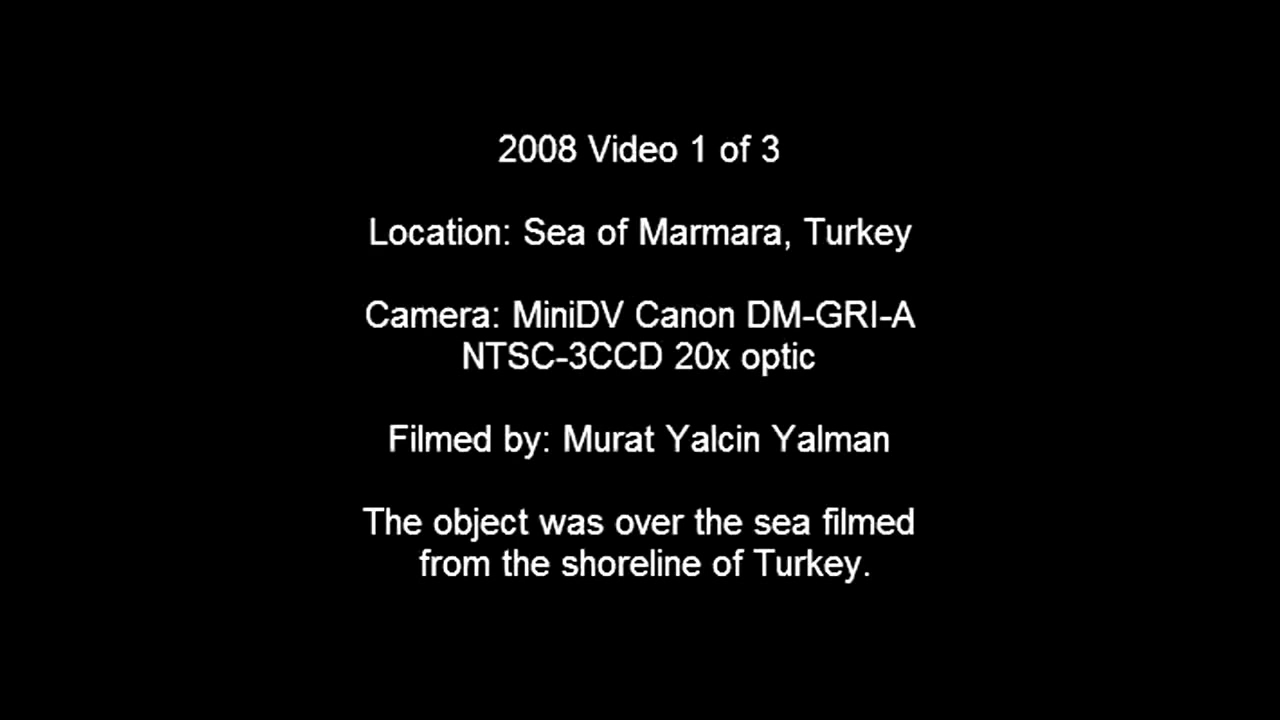 2008 Video 1 of 3
Location: Sea of Marmara, Turkey
Camera: MiniDV Canon DM-GRI-A
NTSC-3CCD 20x optic
Filmed by: Murat Yalcin Yalman
The object was over the sea filmed
from the shoreline of Turkey.